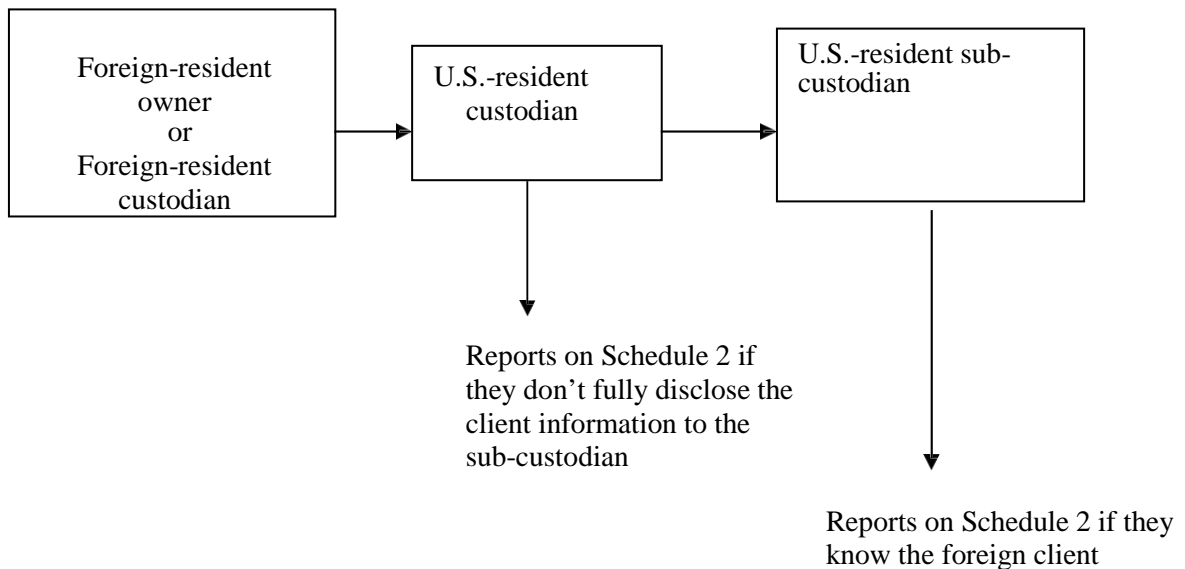 Foreign-resident
owner
or
Foreign-resident
custodian
U.S.-resident
custodian
U.S.-resident sub-
custodian
Reports on Schedule 2 if
they don’t fully disclose the
client information to the
sub-custodian
Reports on Schedule 2 if they
know the foreign client